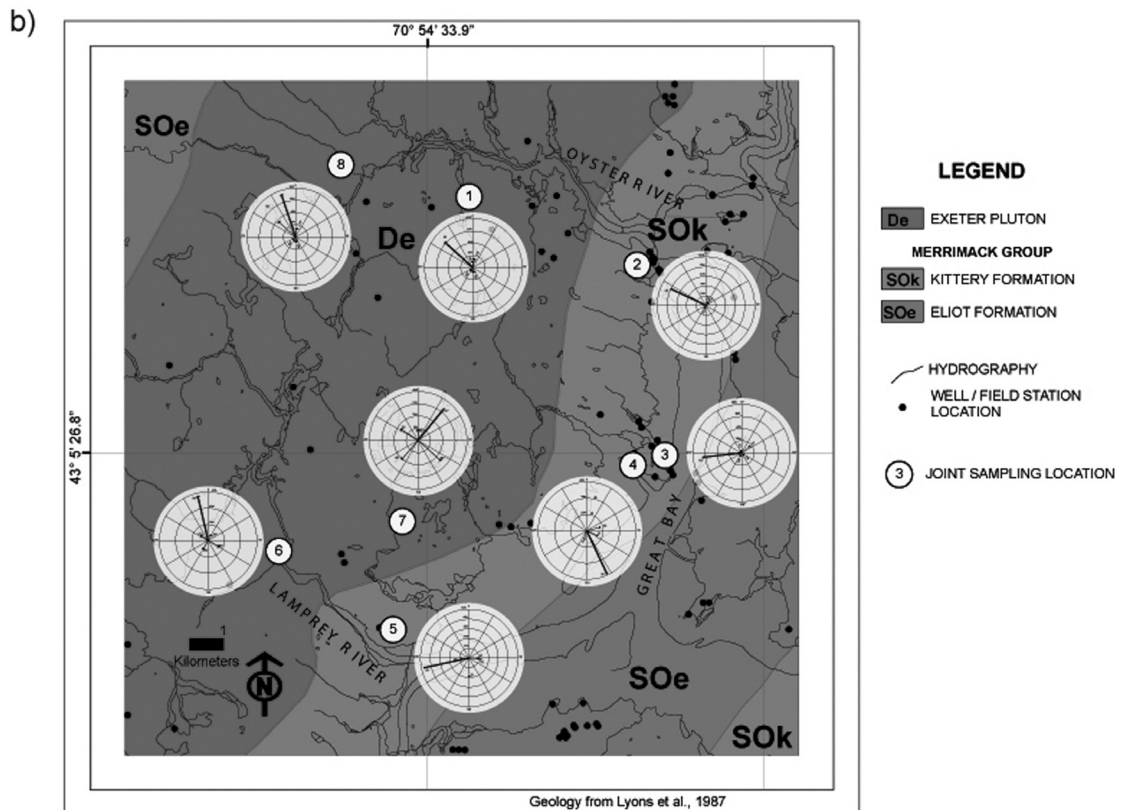 b)
70° 54' 33.9"
43° 5' 26.8"
SOe
8
1
OYSTER RIVER
De
SOk
2
3
4
7
6
5
GREAT BAY
LAMPREY RIVER
1
Kilometers
N
SOe
SOk
Geology from Lyons et al., 1987
LEGEND
De EXETER PLUTON
MERRIMACK GROUP
SOk KITTERY FORMATION
SOe ELIOT FORMATION
HYDROGRAPHY
WELL / FIELD STATION
LOCATION
3 JOINT SAMPLING LOCATION